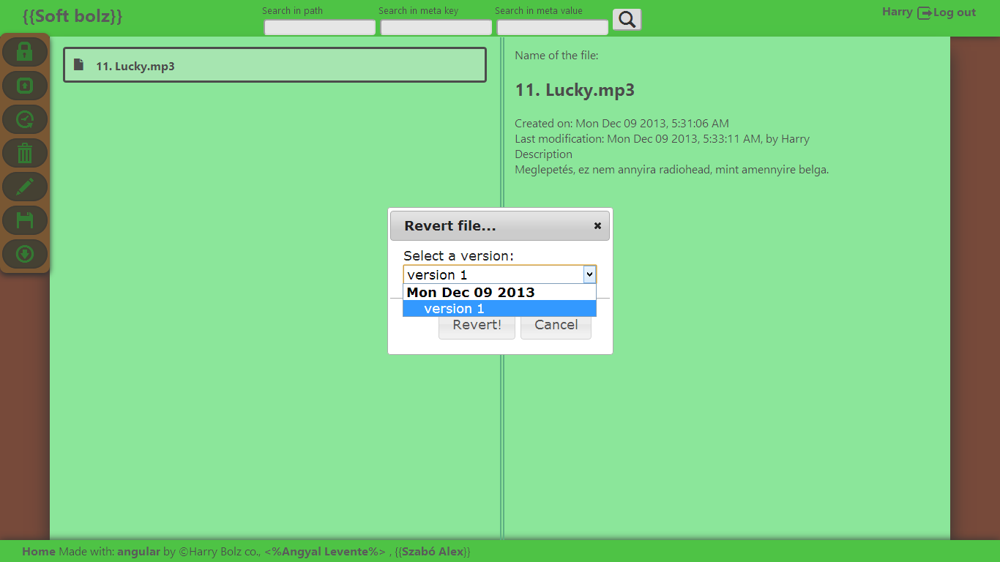 {{Soft bolz}}
Search in path
Search in meta key
Search in meta value
Harry Log out
11. Lucky.mp3
Name of the file:
11. Lucky.mp3
Created on: Mon Dec 09 2013, 5:31:06 AM
Last modification: Mon Dec 09 2013, 5:33:11 AM, by Harry
Description
Meglepetés, ez nem annyira radiohead, mint amennyire belga.
Revert file...
Select a version:
version 1
Mon Dec 09 2013
version 1
Revert! Cancel
Home Made with: angular by ©Harry Bolz co., <%Angyal Levente%> , {{Szabó Alex}}